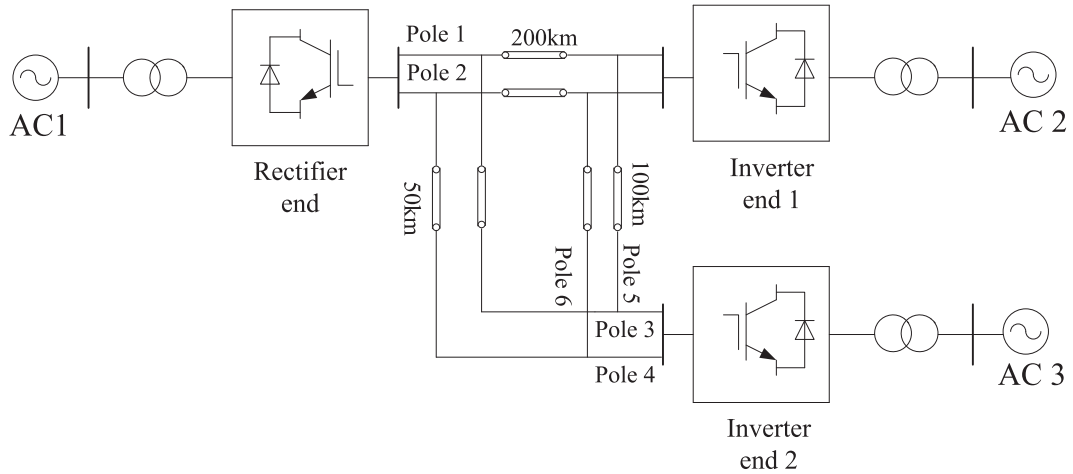 Pole 1
200km
Pole 2
AC1
AC 2
Rectifier
end
Inverter
end 1
50km
100km
Pole 6
Pole 5
Pole 3
Pole 4
AC 3
Inverter
end 2